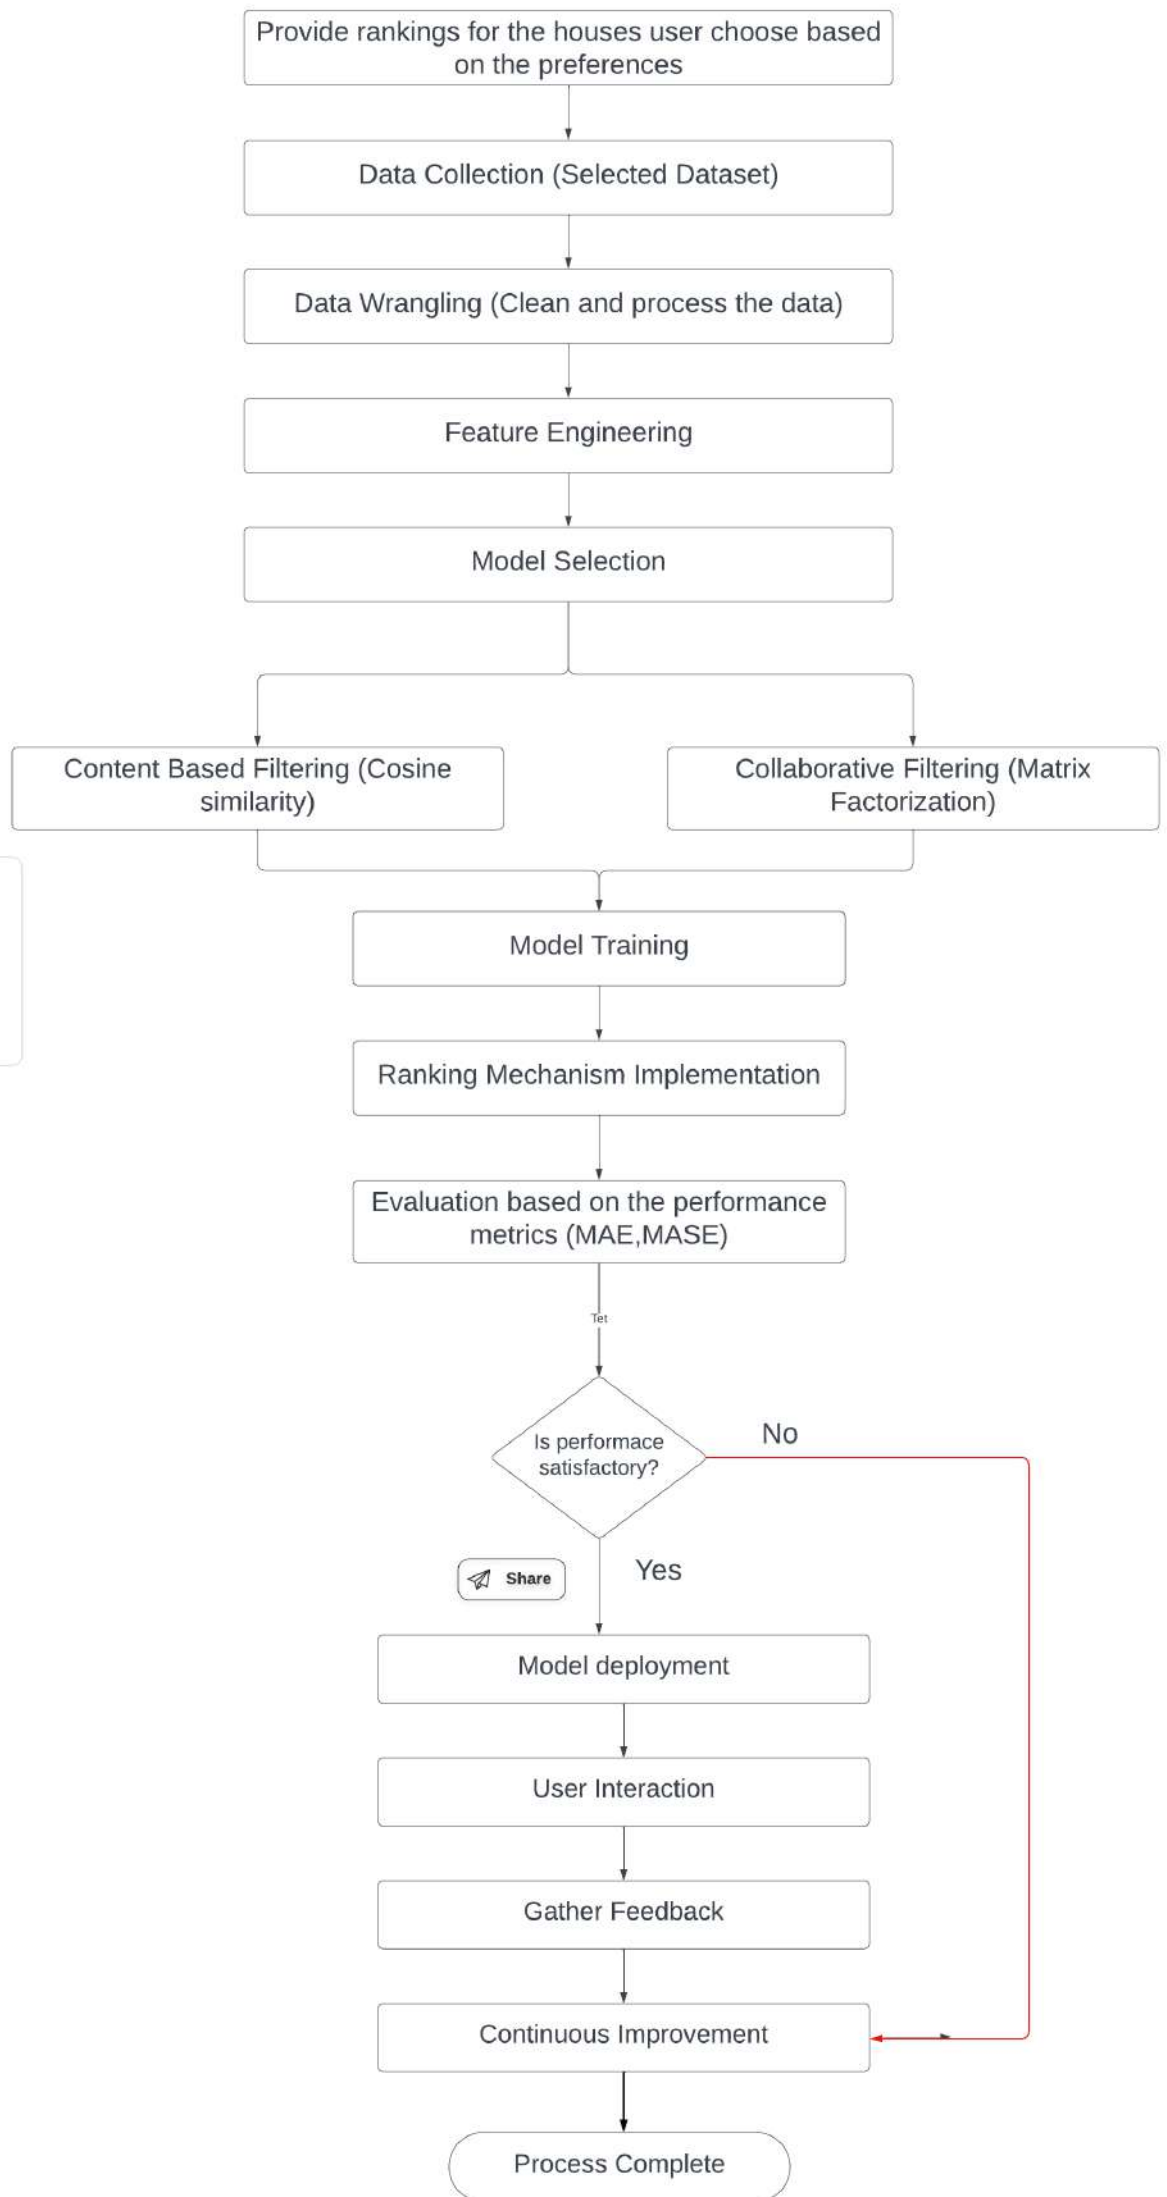 Provide rankings for the houses user choose based
on the preferences
Data Collection (Selected Dataset)
Data Wrangling (Clean and process the data)
Feature Engineering
Model Selection
Content Based Filtering (Cosine
similarity)
Collaborative Filtering (Matrix
Factorization)
Model Training
Ranking Mechanism Implementation
Evaluation based on the performance
metrics (MAE,MASE)
Tet
Is performace
satisfactory?
No
Yes
Share
Model deployment
User Interaction
Gather Feedback
Continuous Improvement
Process Complete